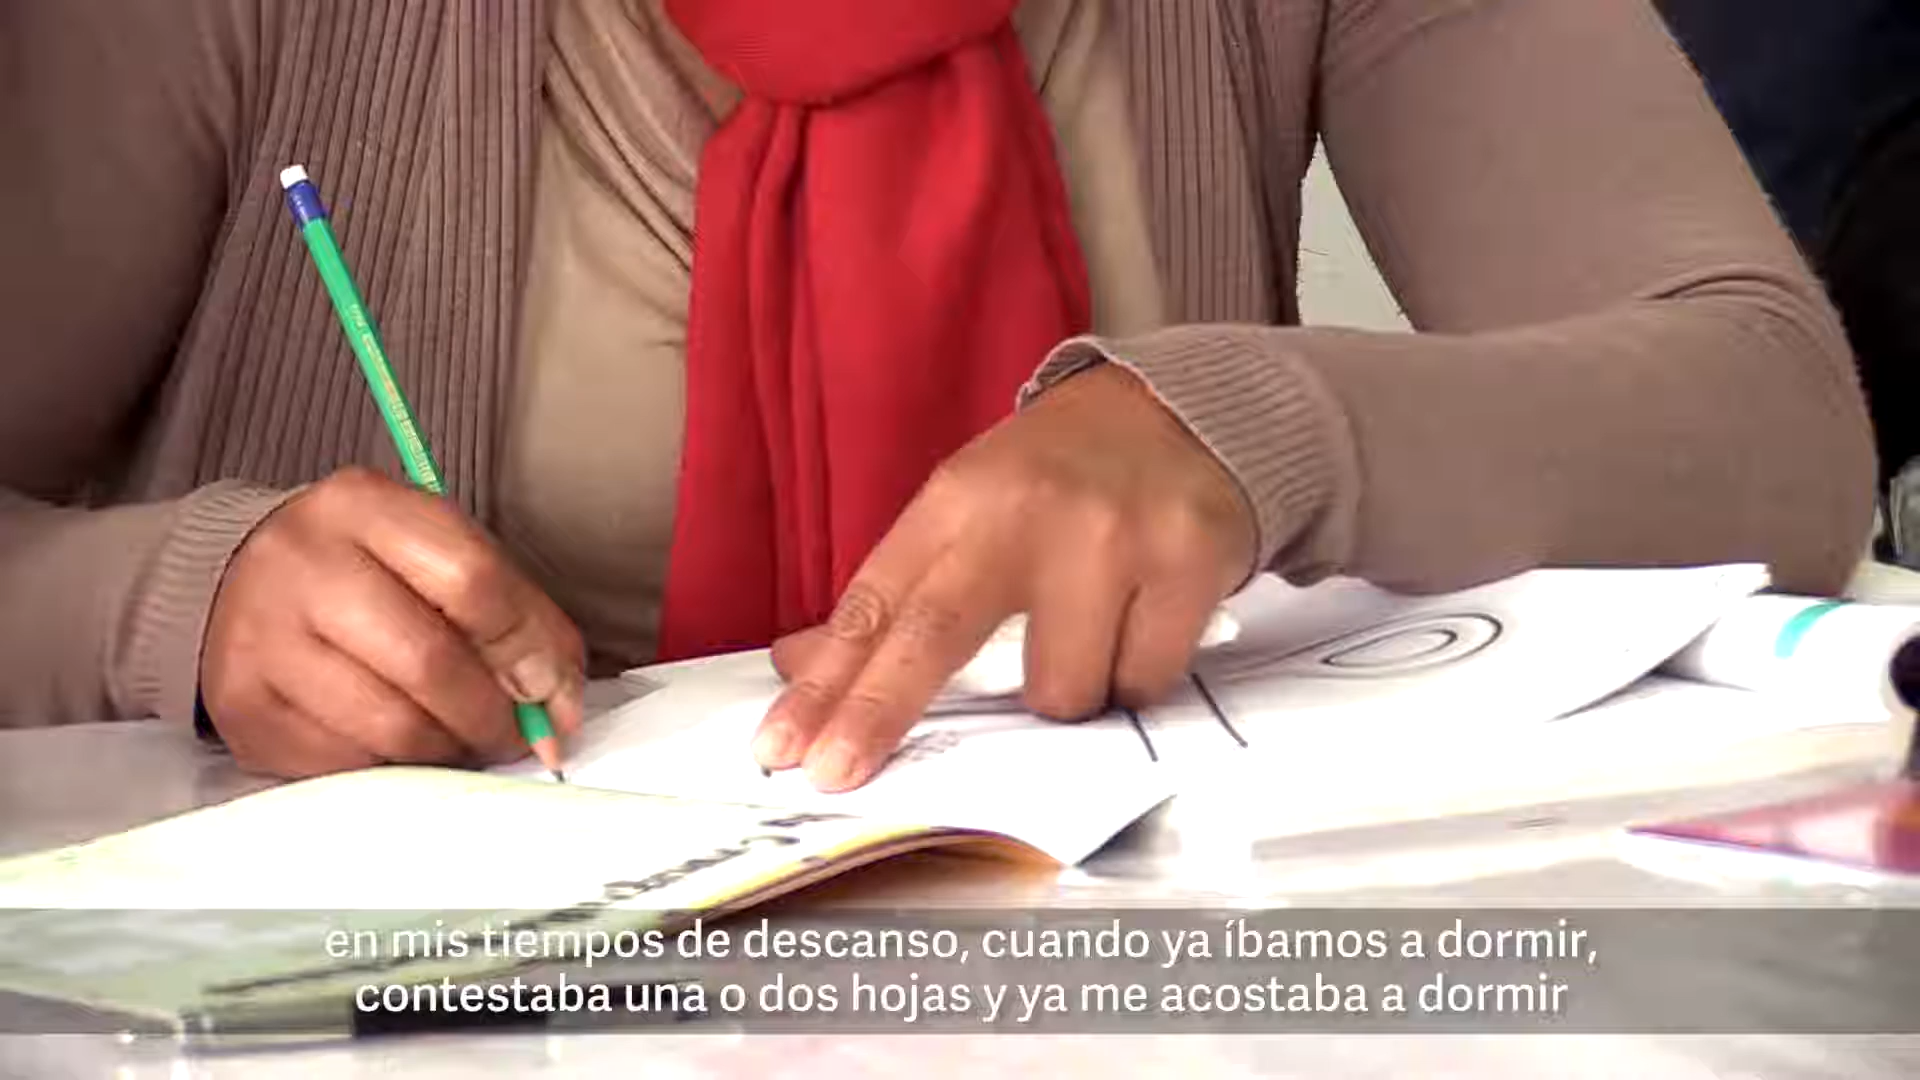 en mis tiempos de descanso, cuando ya íbamos a dormir,
contestaba una o dos hojas y ya me acostaba a dormir